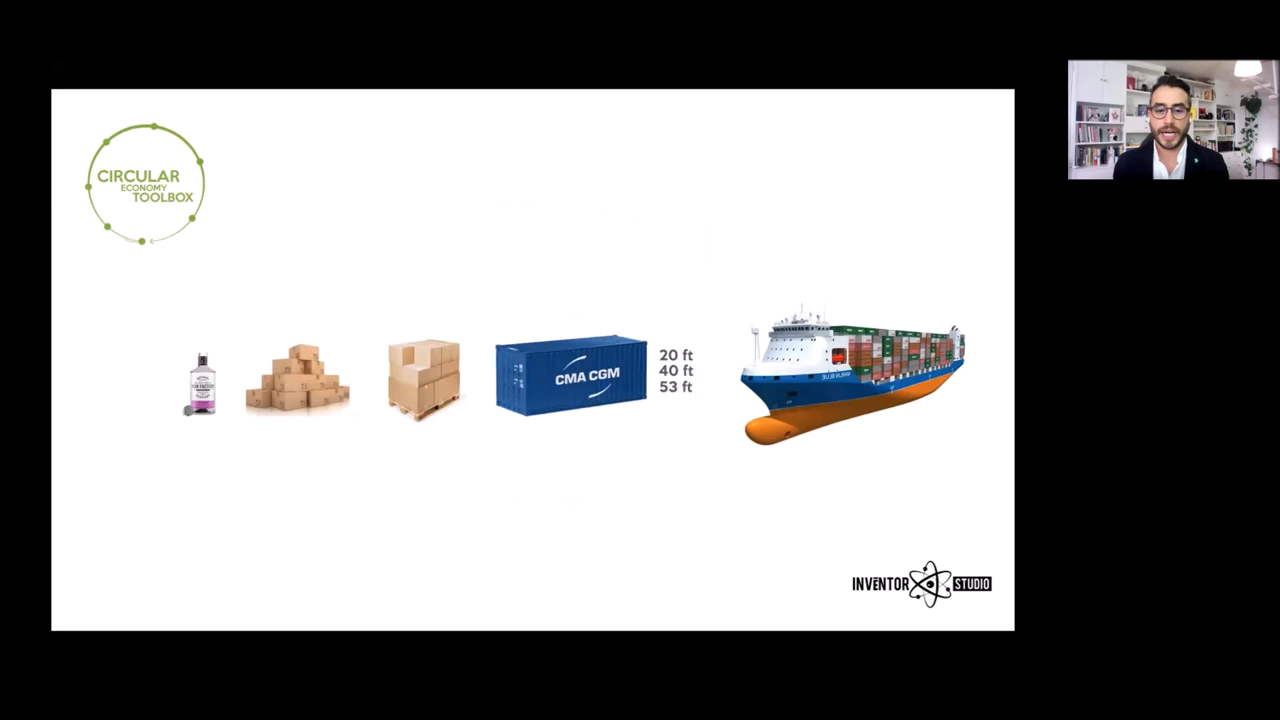 CIRCULAR
ECONOMY
TOOLBOX
CMA CGM
20 ft
40 ft
53 ft
INVENTOR STUDIO